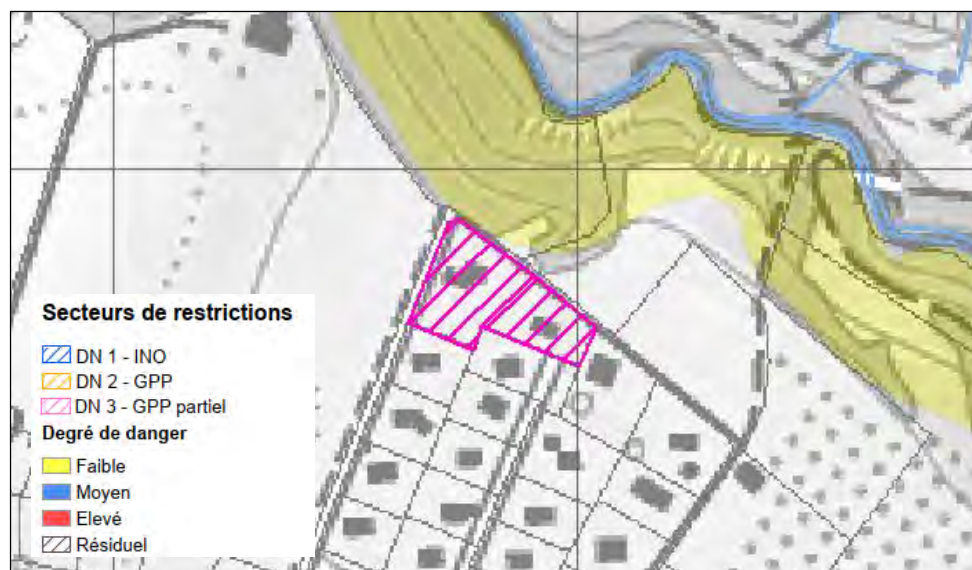 Secteurs de restrictions
DN 1 - INO
DN 2 - GPP
DN 3 - GPP partiel
Degré de danger
Faible
Moyen
Elevé
Résiduel